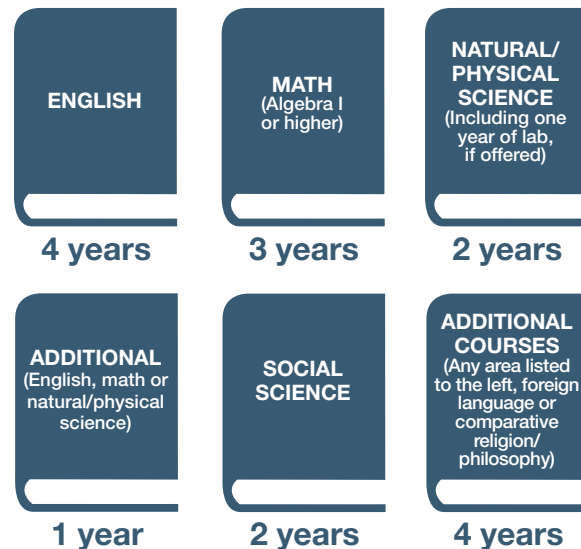 ENGLISH
4 years
MATH
(Algebra I
or higher)
3 years
NATURAL/
PHYSICAL
SCIENCE
(Including one
year of lab,
if offered)
2 years
ADDITIONAL
(English, math or
natural/physical
science)
1 year
SOCIAL
SCIENCE
2 years
ADDITIONAL
COURSES
(Any area listed
to the left, foreign
language or
comparative
religion/
philosophy)
4 years